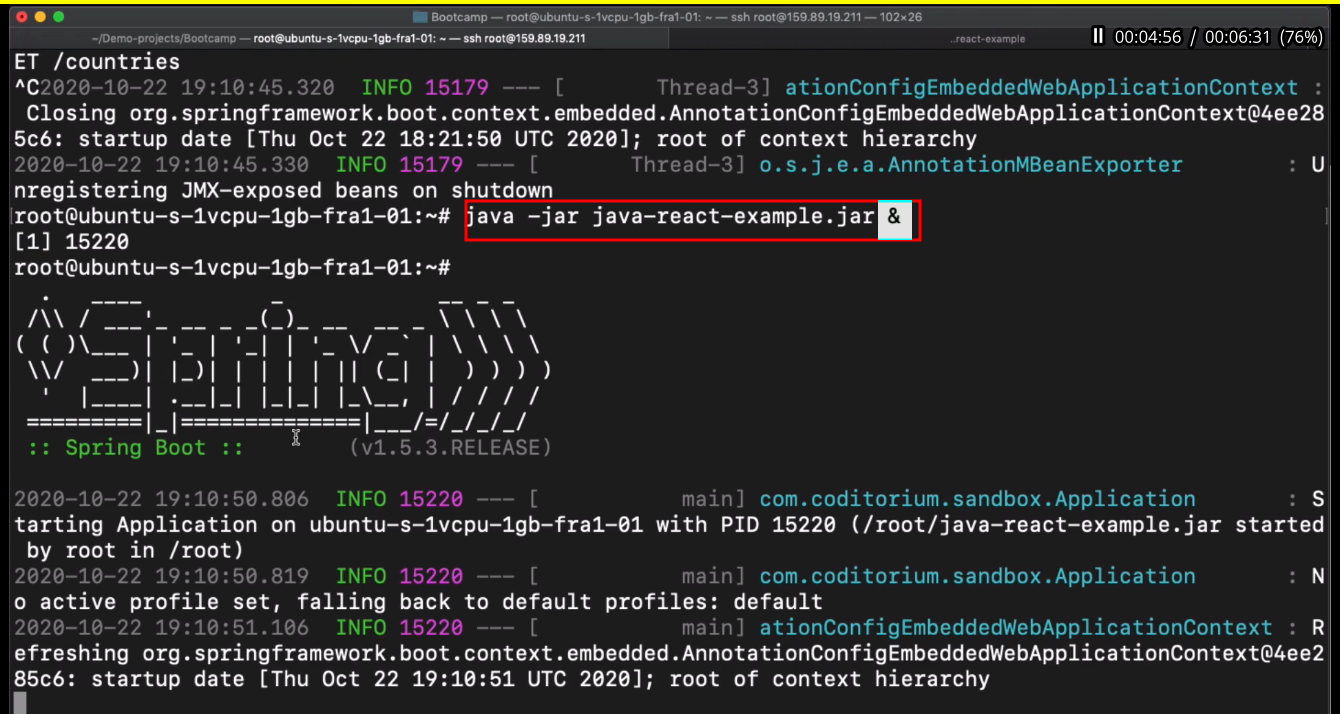 Bootcamp — root@ubuntu-s-1vcpu-1gb-fra1-01: ~ — ssh root@159.89.19.211 — 102×26
~/Demo-projects/Bootcamp — root@ubuntu-s-1vcpu-1gb-fra1-01: ~ — ssh root@159.89.19.211
..react-example
00:04:56 / 00:06:31 (76%)
ET /countries
^C2020-10-22 19:10:45.320  INFO 15179 --- [       Thread-3] ationConfigEmbeddedWebApplicationContext :
 Closing org.springframework.boot.context.embedded.AnnotationConfigEmbeddedWebApplicationContext@4ee28
5c6: startup date [Thu Oct 22 18:21:50 UTC 2020]; root of context hierarchy
2020-10-22 19:10:45.330  INFO 15179 --- [       Thread-3] o.s.j.e.a.AnnotationMBeanExporter        : U
nregistering JMX-exposed beans on shutdown
root@ubuntu-s-1vcpu-1gb-fra1-01:~# java -jar java-react-example.jar &
[1] 15220
root@ubuntu-s-1vcpu-1gb-fra1-01:~#
Spring
:: Spring Boot ::        (v1.5.3.RELEASE)
2020-10-22 19:10:50.806  INFO 15220 --- [           main] com.coditorium.sandbox.Application       : S
tarting Application on ubuntu-s-1vcpu-1gb-fra1-01 with PID 15220 (/root/java-react-example.jar started
 by root in /root)
2020-10-22 19:10:50.819  INFO 15220 --- [           main] com.coditorium.sandbox.Application       : N
o active profile set, falling back to default profiles: default
2020-10-22 19:10:51.106  INFO 15220 --- [           main] ationConfigEmbeddedWebApplicationContext : R
efreshing org.springframework.boot.context.embedded.AnnotationConfigEmbeddedWebApplicationContext@4ee2
85c6: startup date [Thu Oct 22 19:10:51 UTC 2020]; root of context hierarchy